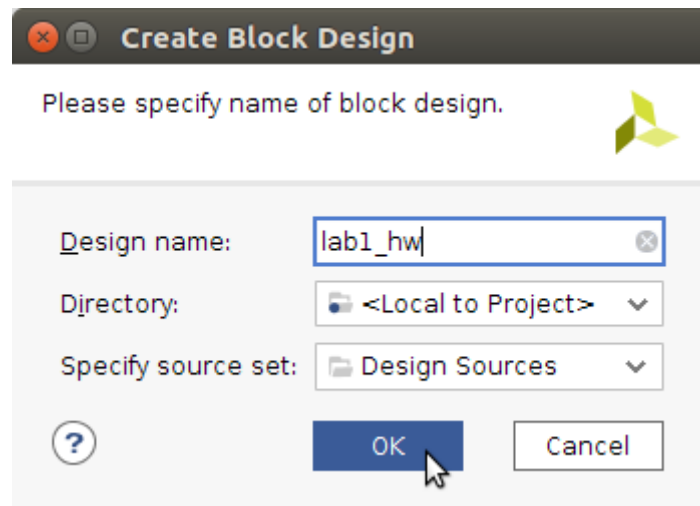 Create Block Design
Please specify name of block design.
Design name: lab1_hw
Directory: <Local to Project>
Specify source set: Design Sources
? OK Cancel